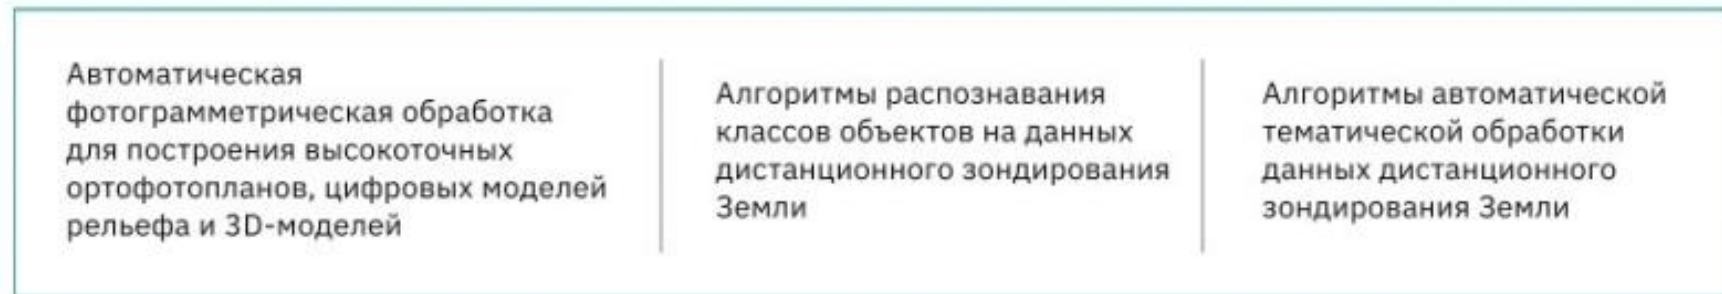 Автоматическая
фотограмметрическая обработка
для построения высокоточных
ортофотопланов, цифровых моделей
рельефа и 3D-моделей
Алгоритмы распознавания
классов объектов на данных
дистанционного зондирования
Земли
Алгоритмы автоматической
тематической обработки
данных дистанционного
зондирования Земли